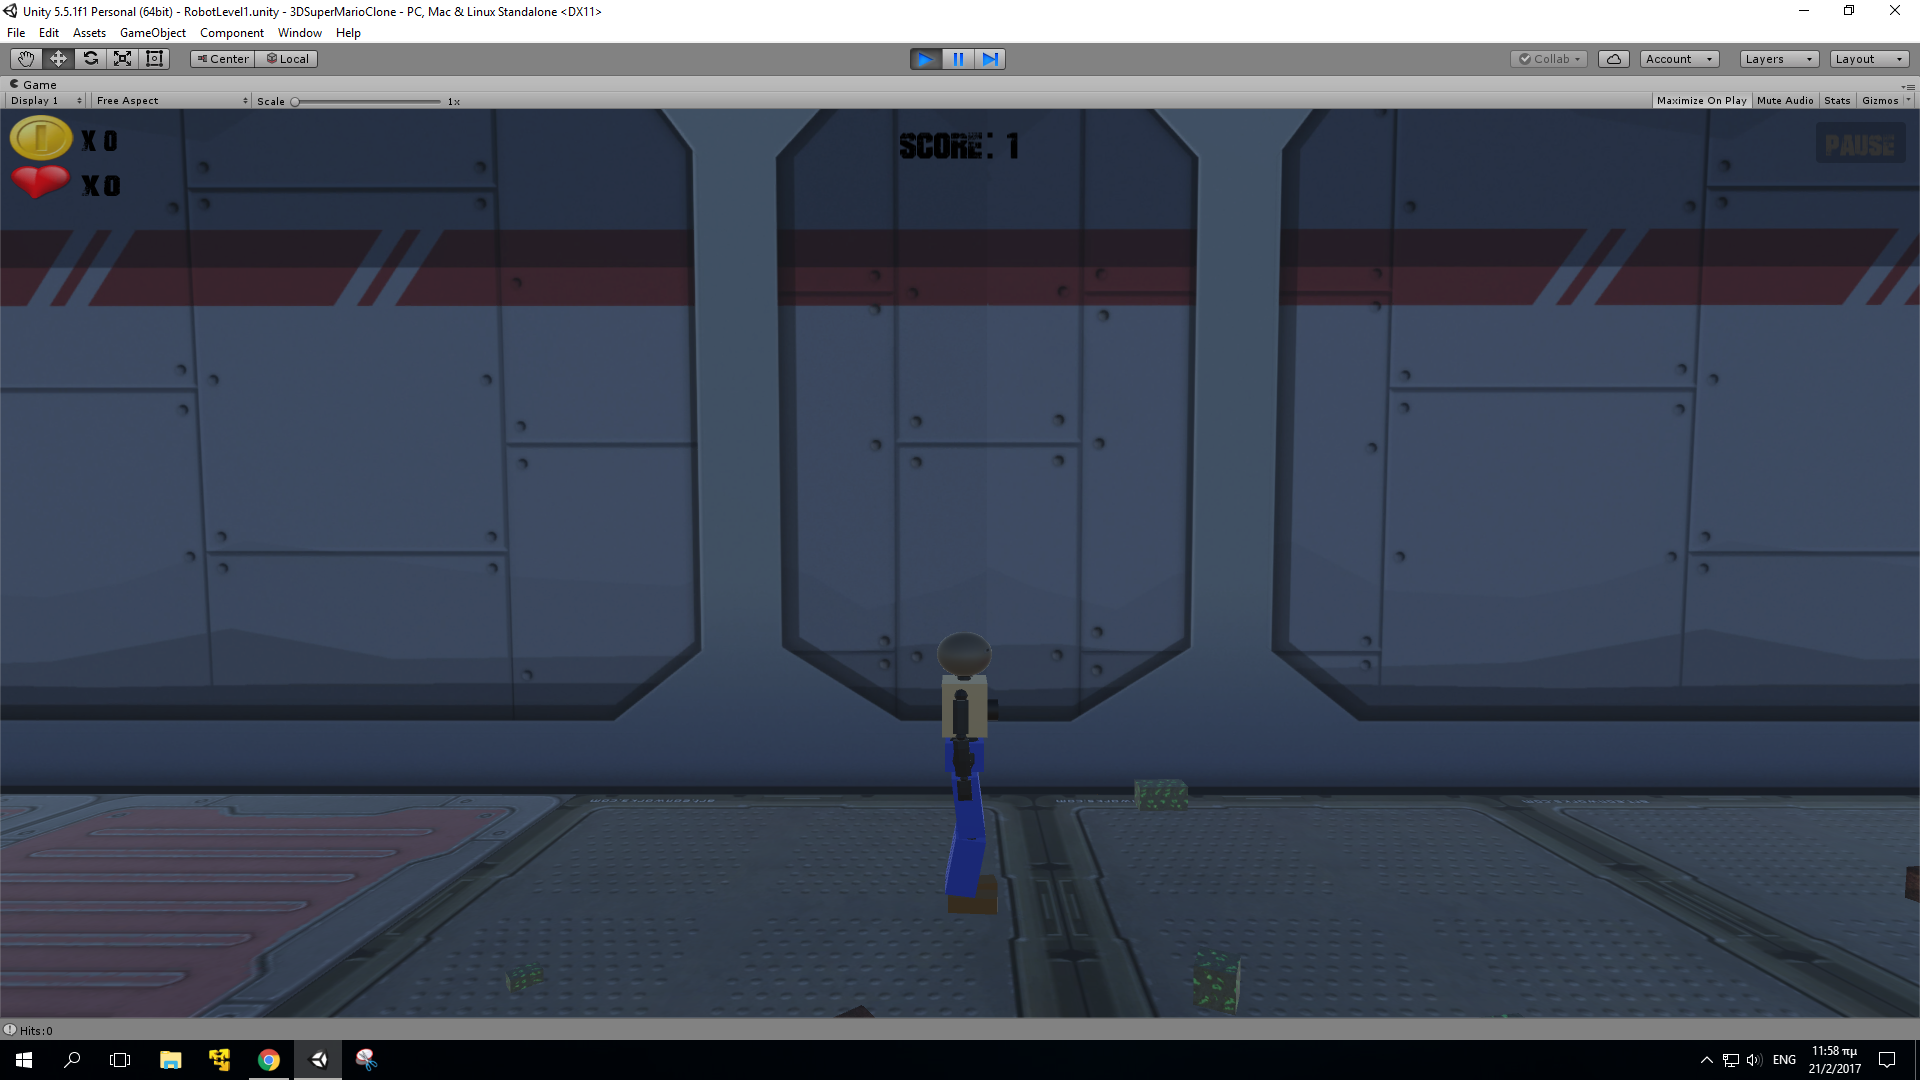 Unity 5.5.1f1 Personal (64bit) - RobotLevel1.unity - 3DSuperMarioClone - PC, Mac & Linux Standalone <DX11>
File Edit Assets GameObject Component Window Help
Center Local Collab Account Layers Layout
Game
Display 1 Free Aspect Scale 1x Maximize On Play Mute Audio Stats Gizmos
X 0
SCORE: 1
PAUSE
X 0
Hits:0
ENG
11:58 πμ
21/2/2017